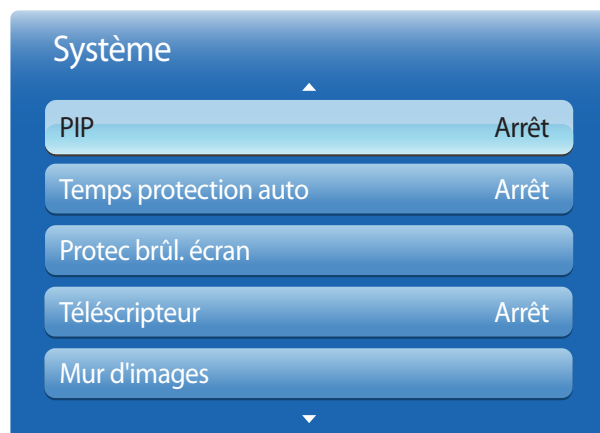 Système
PIP Arrêt
Temps protection auto Arrêt
Protec brûl. écran
Téléscripteur Arrêt
Mur d'images